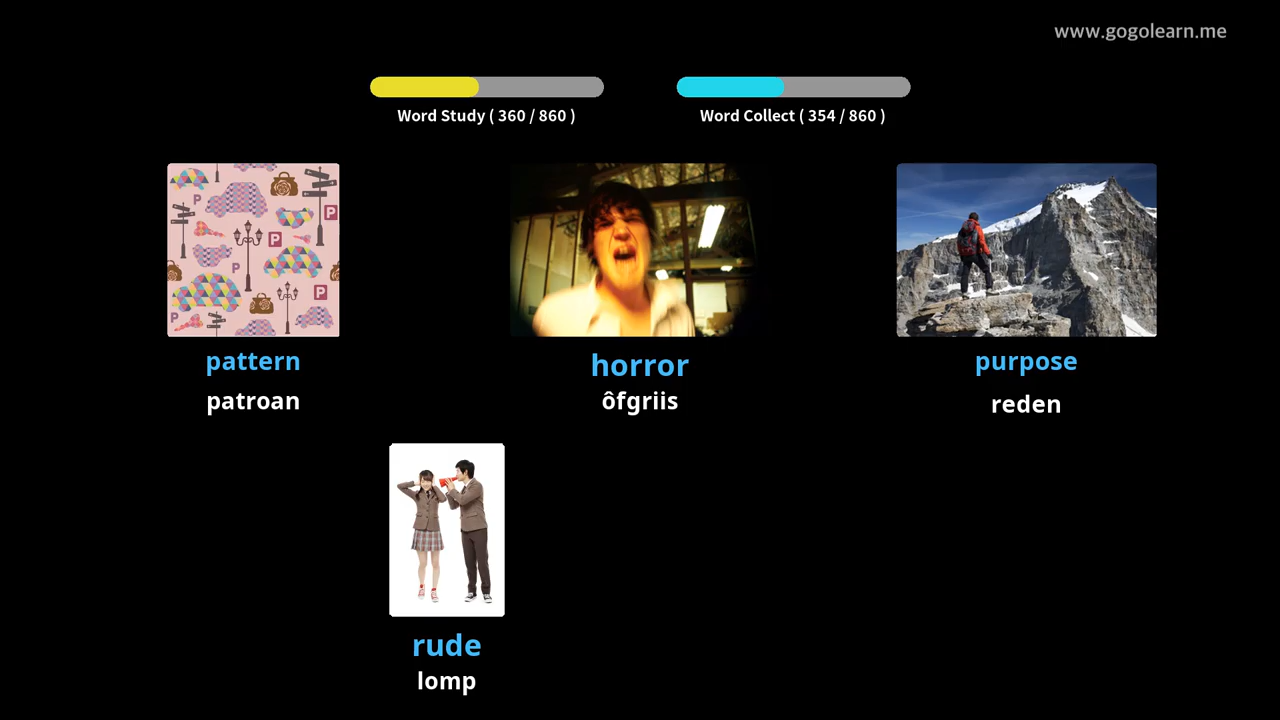 www.gogolearn.me
Word Study ( 360 / 860 )
Word Collect ( 354 / 860 )
P
P
P
P
P
P
pattern
horror
purpose
patroan
ôfgriis
reden
rude
lomp